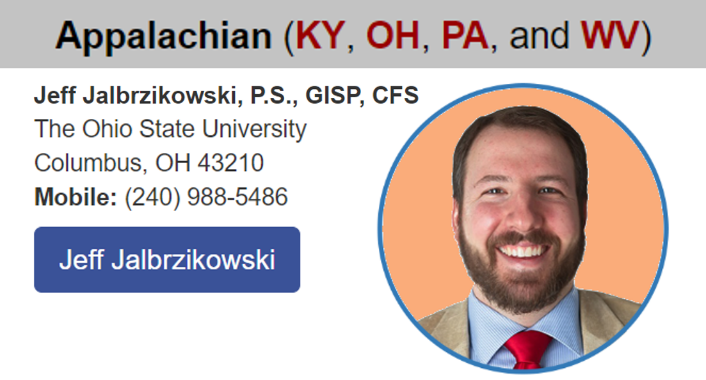 Appalachian (KY, OH, PA, and WV)
Jeff Jalbrzikowski, P.S., GISP, CFS
The Ohio State University
Columbus, OH 43210
Mobile: (240) 988-5486
Jeff Jalbrzikowski